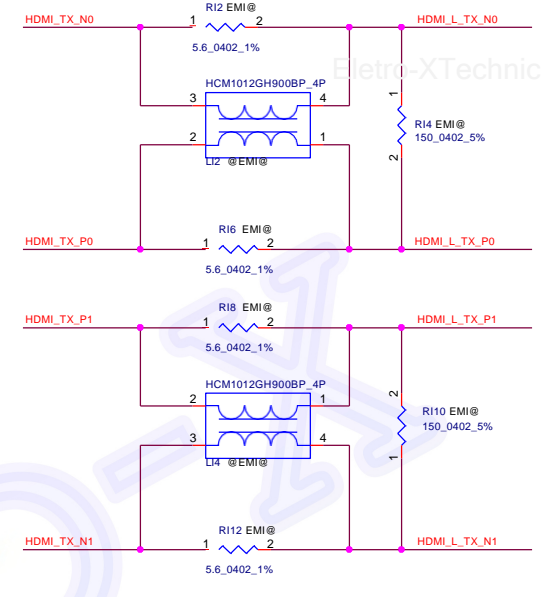 RI2 EMI@
HDMI_TX_N0
1
2
HDMI_L_TX_N0
5.6_0402_1%
Eletro-XTechnic
HCM1012GH900BP_4P
3
4
1
RI4 EMI@
150_0402_5%
2
1
2
LI2 @EMI@
RI6 EMI@
HDMI_TX_P0
1
2
HDMI_L_TX_P0
5.6_0402_1%
RI8 EMI@
HDMI_TX_P1
1
2
HDMI_L_TX_P1
5.6_0402_1%
HCM1012GH900BP_4P
2
1
2
RI10 EMI@
150_0402_5%
3
4
1
LI4 @EMI@
RI12 EMI@
HDMI_TX_N1
1
2
HDMI_L_TX_N1
5.6_0402_1%